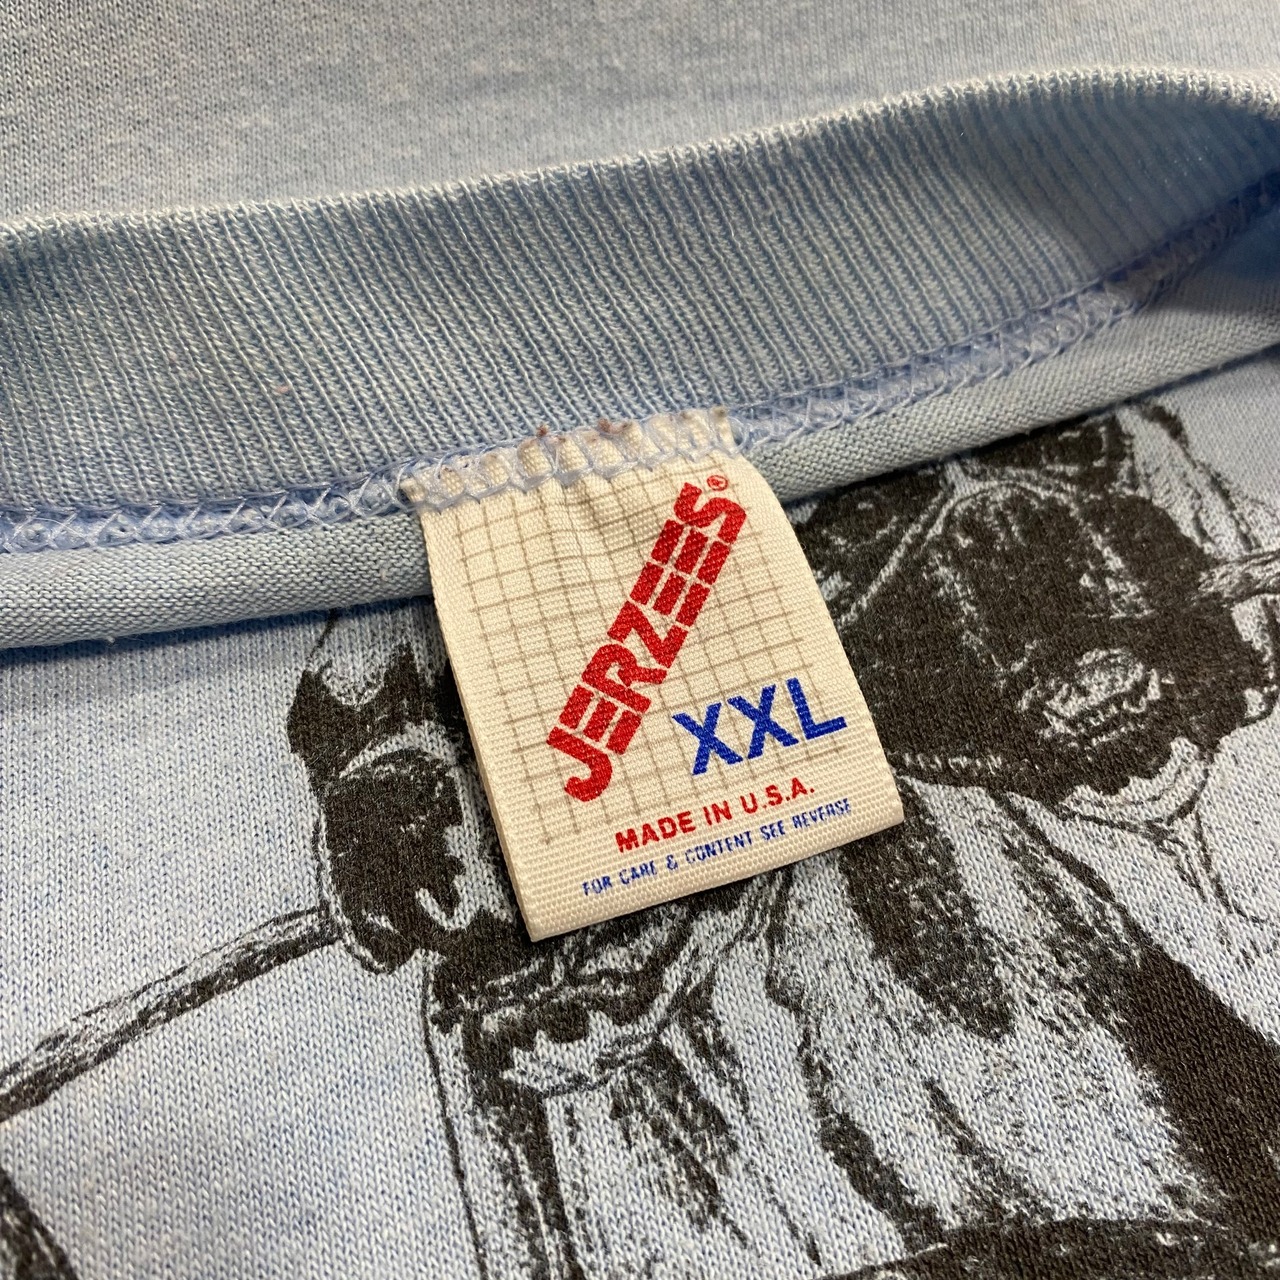 JERZEES®
XXL
MADE IN U.S.A.
FOR CARE & CONTENT SEE REVERSE